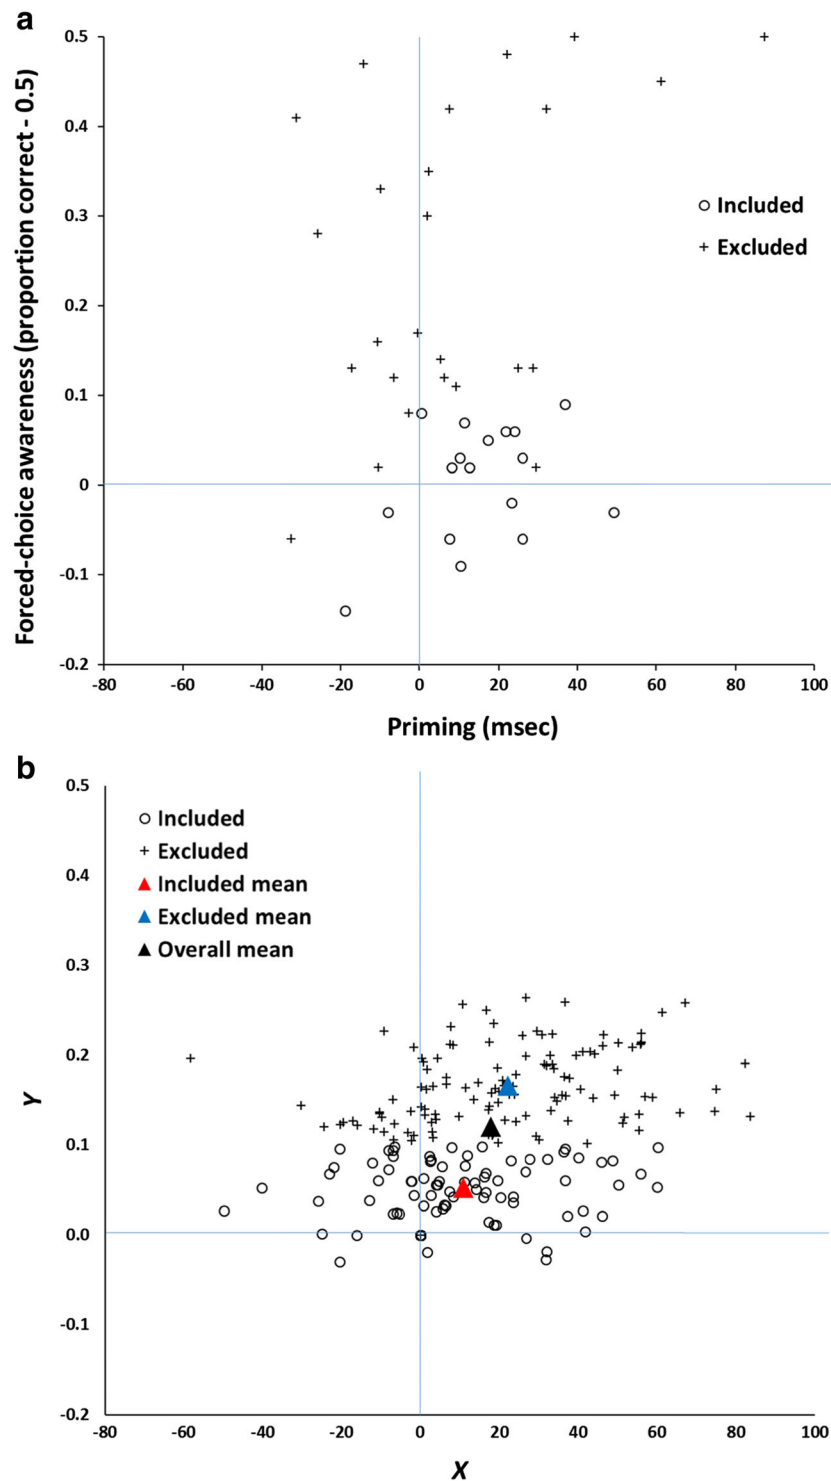 a
Forced-choice awareness (proportion correct - 0.5)
0.5
0.4
0.3
0.2
0.1
0
-0.1
-0.2
Included
Excluded
-80 -60 -40 -20 0 20 40 60 80 100
Priming (msec)
b
Y
0.5
0.4
0.3
0.2
0.1
0.0
-0.1
-0.2
Included
Excluded
Included mean
Excluded mean
Overall mean
-80 -60 -40 -20 0 20 40 60 80 100
X